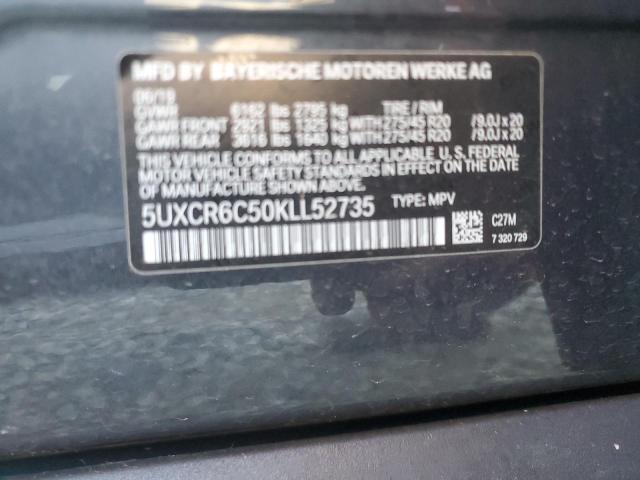 MFD BY BAYERISCHE MOTOREN WERKE AG
06/19
GVWR 6162 lbs 2795 kg TIRE / RIM
GAWR FRONT 2921 lbs 1325 kg WITH 275/45 R20 /9.0J x 20
GAWR REAR 3616 lbs 1640 kg WITH 275/45 R20 /9.0J x 20
THIS VEHICLE CONFORMS TO ALL APPLICABLE U. S. FEDERAL
MOTOR VEHICLE SAFETY STANDARDS IN EFFECT ON THE
DATE OF MANUFACTURE SHOWN ABOVE.
5UXCR6C50KLL52735 TYPE: MPV
C27M
7 320 729